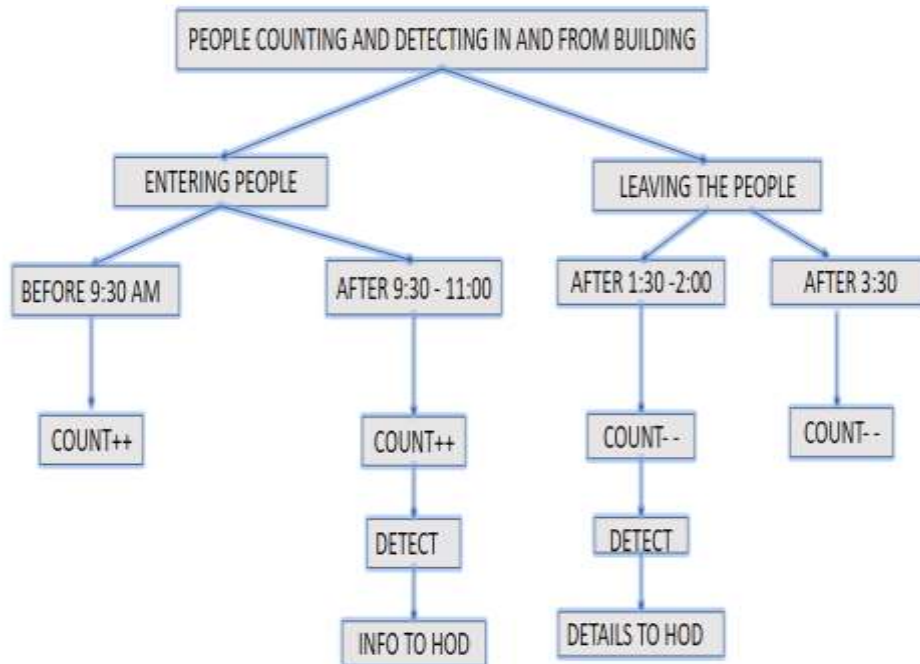 PEOPLE COUNTING AND DETECTING IN AND FROM BUILDING
ENTERING PEOPLE
LEAVING THE PEOPLE
BEFORE 9:30 AM
AFTER 9:30 - 11:00
AFTER 1:30 -2:00
AFTER 3:30
COUNT++
COUNT++
COUNT- -
COUNT- -
DETECT
DETECT
INFO TO HOD
DETAILS TO HOD